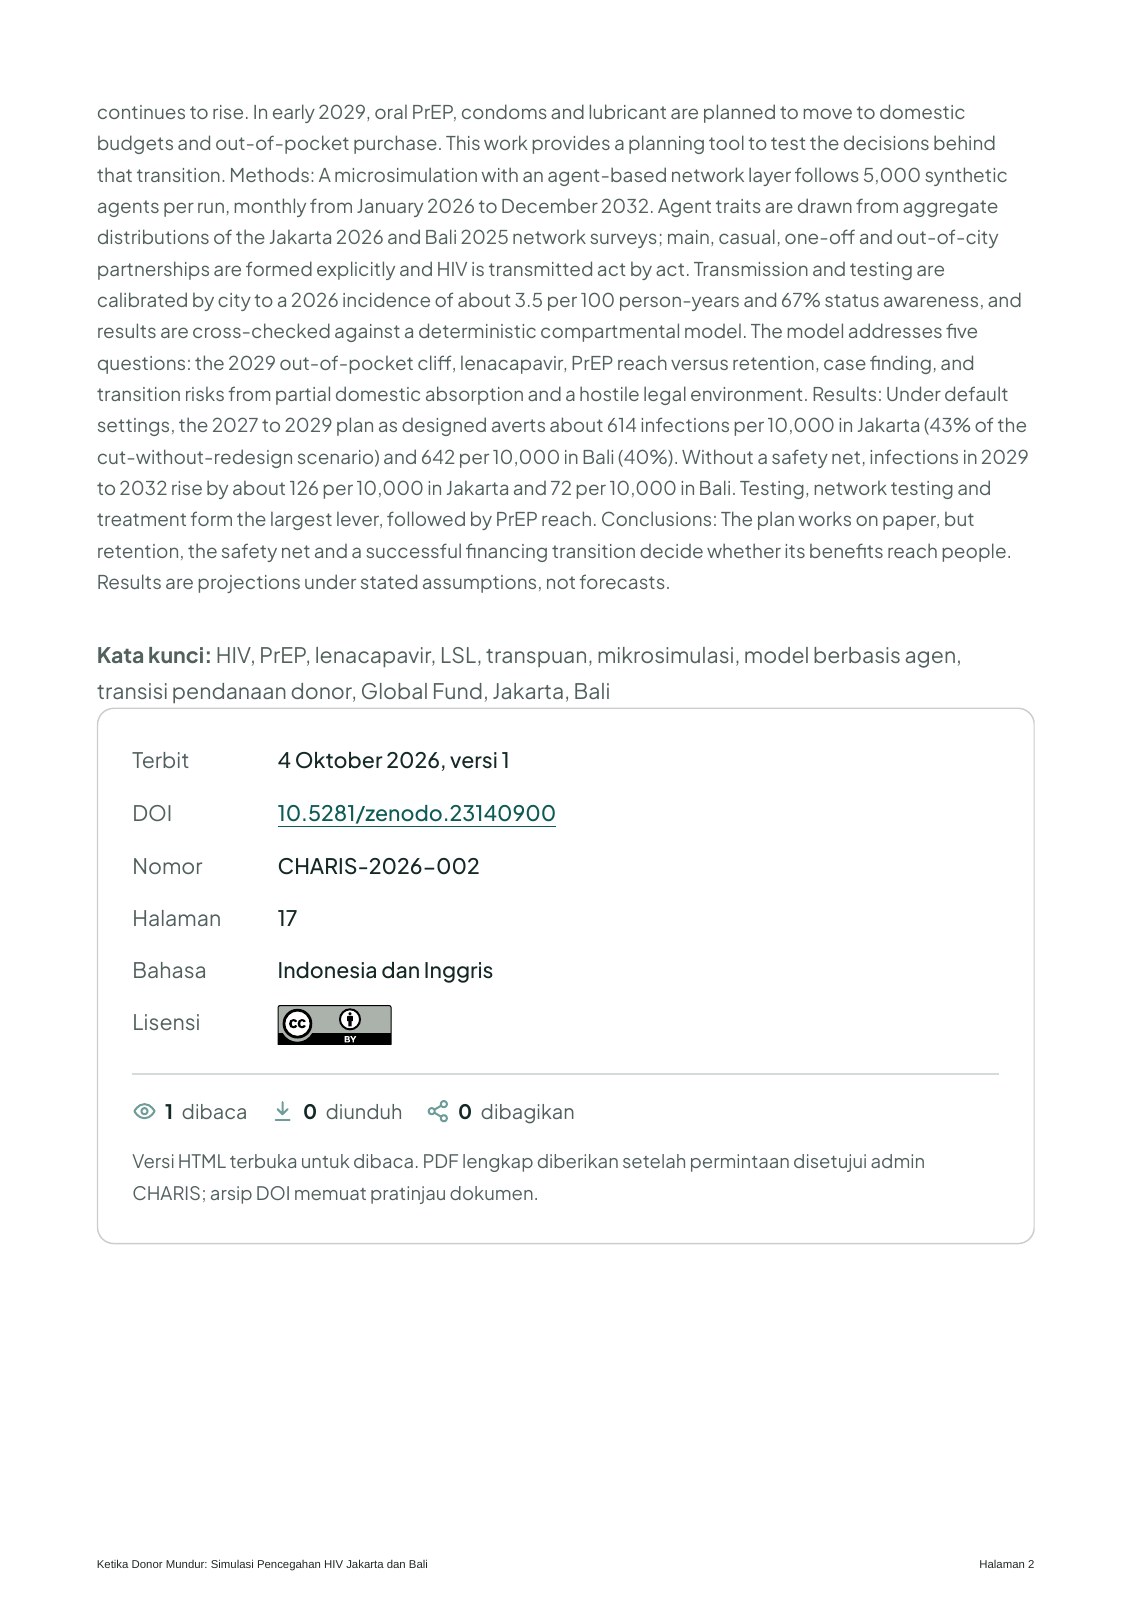 continues to rise. In early 2029, oral PrEP, condoms and lubricant are planned to move to domestic
budgets and out-of-pocket purchase. This work provides a planning tool to test the decisions behind
that transition. Methods: A microsimulation with an agent-based network layer follows 5,000 synthetic
agents per run, monthly from January 2026 to December 2032. Agent traits are drawn from aggregate
distributions of the Jakarta 2026 and Bali 2025 network surveys; main, casual, one-off and out-of-city
partnerships are formed explicitly and HIV is transmitted act by act. Transmission and testing are
calibrated by city to a 2026 incidence of about 3.5 per 100 person-years and 67% status awareness, and
results are cross-checked against a deterministic compartmental model. The model addresses five
questions: the 2029 out-of-pocket cliff, lenacapavir, PrEP reach versus retention, case finding, and
transition risks from partial domestic absorption and a hostile legal environment. Results: Under default
settings, the 2027 to 2029 plan as designed averts about 614 infections per 10,000 in Jakarta (43% of the
cut-without-redesign scenario) and 642 per 10,000 in Bali (40%). Without a safety net, infections in 2029
to 2032 rise by about 126 per 10,000 in Jakarta and 72 per 10,000 in Bali. Testing, network testing and
treatment form the largest lever, followed by PrEP reach. Conclusions: The plan works on paper, but
retention, the safety net and a successful financing transition decide whether its benefits reach people.
Results are projections under stated assumptions, not forecasts.
Kata kunci: HIV, PrEP, lenacapavir, LSL, transpuan, mikrosimulasi, model berbasis agen,
transisi pendanaan donor, Global Fund, Jakarta, Bali
Terbit 4 Oktober 2026, versi 1
DOI 10.5281/zenodo.23140900
Nomor CHARIS-2026-002
Halaman 17
Bahasa Indonesia dan Inggris
Lisensi cc BY
1 dibaca 0 diunduh 0 dibagikan
Versi HTML terbuka untuk dibaca. PDF lengkap diberikan setelah permintaan disetujui admin
CHARIS; arsip DOI memuat pratinjau dokumen.
Ketika Donor Mundur: Simulasi Pencegahan HIV Jakarta dan Bali Halaman 2